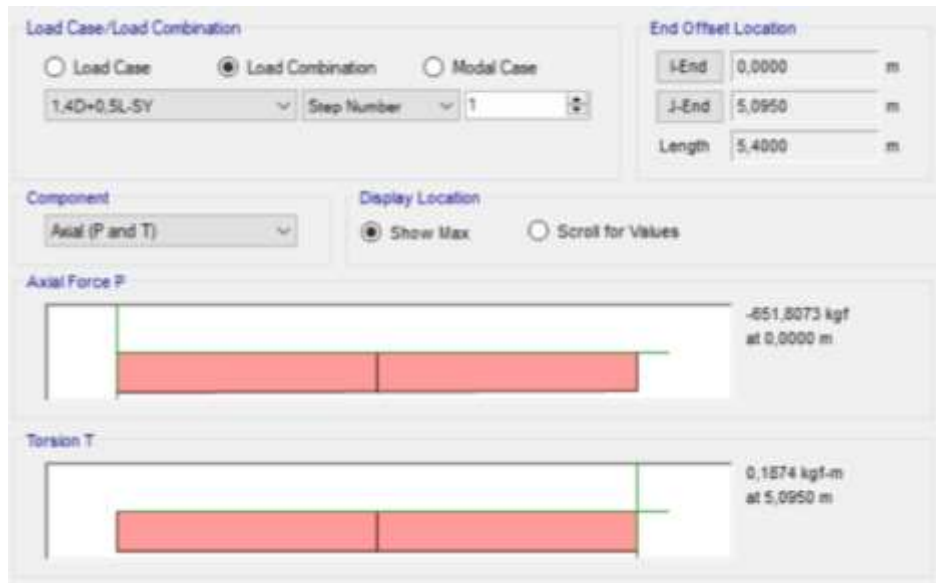 Load Case/Load Combination
Load Case Load Combination Modal Case
1,4D+0,5L-SY Step Number 1
End Offset Location
I-End 0,0000 m
J-End 5,0950 m
Length 5,4000 m
Component
Axial (P and T)
Display Location
Show Max Scroll for Values
Axial Force P
-651,8073 kgf
at 0,0000 m
Torsion T
0,1874 kgf-m
at 5,0950 m